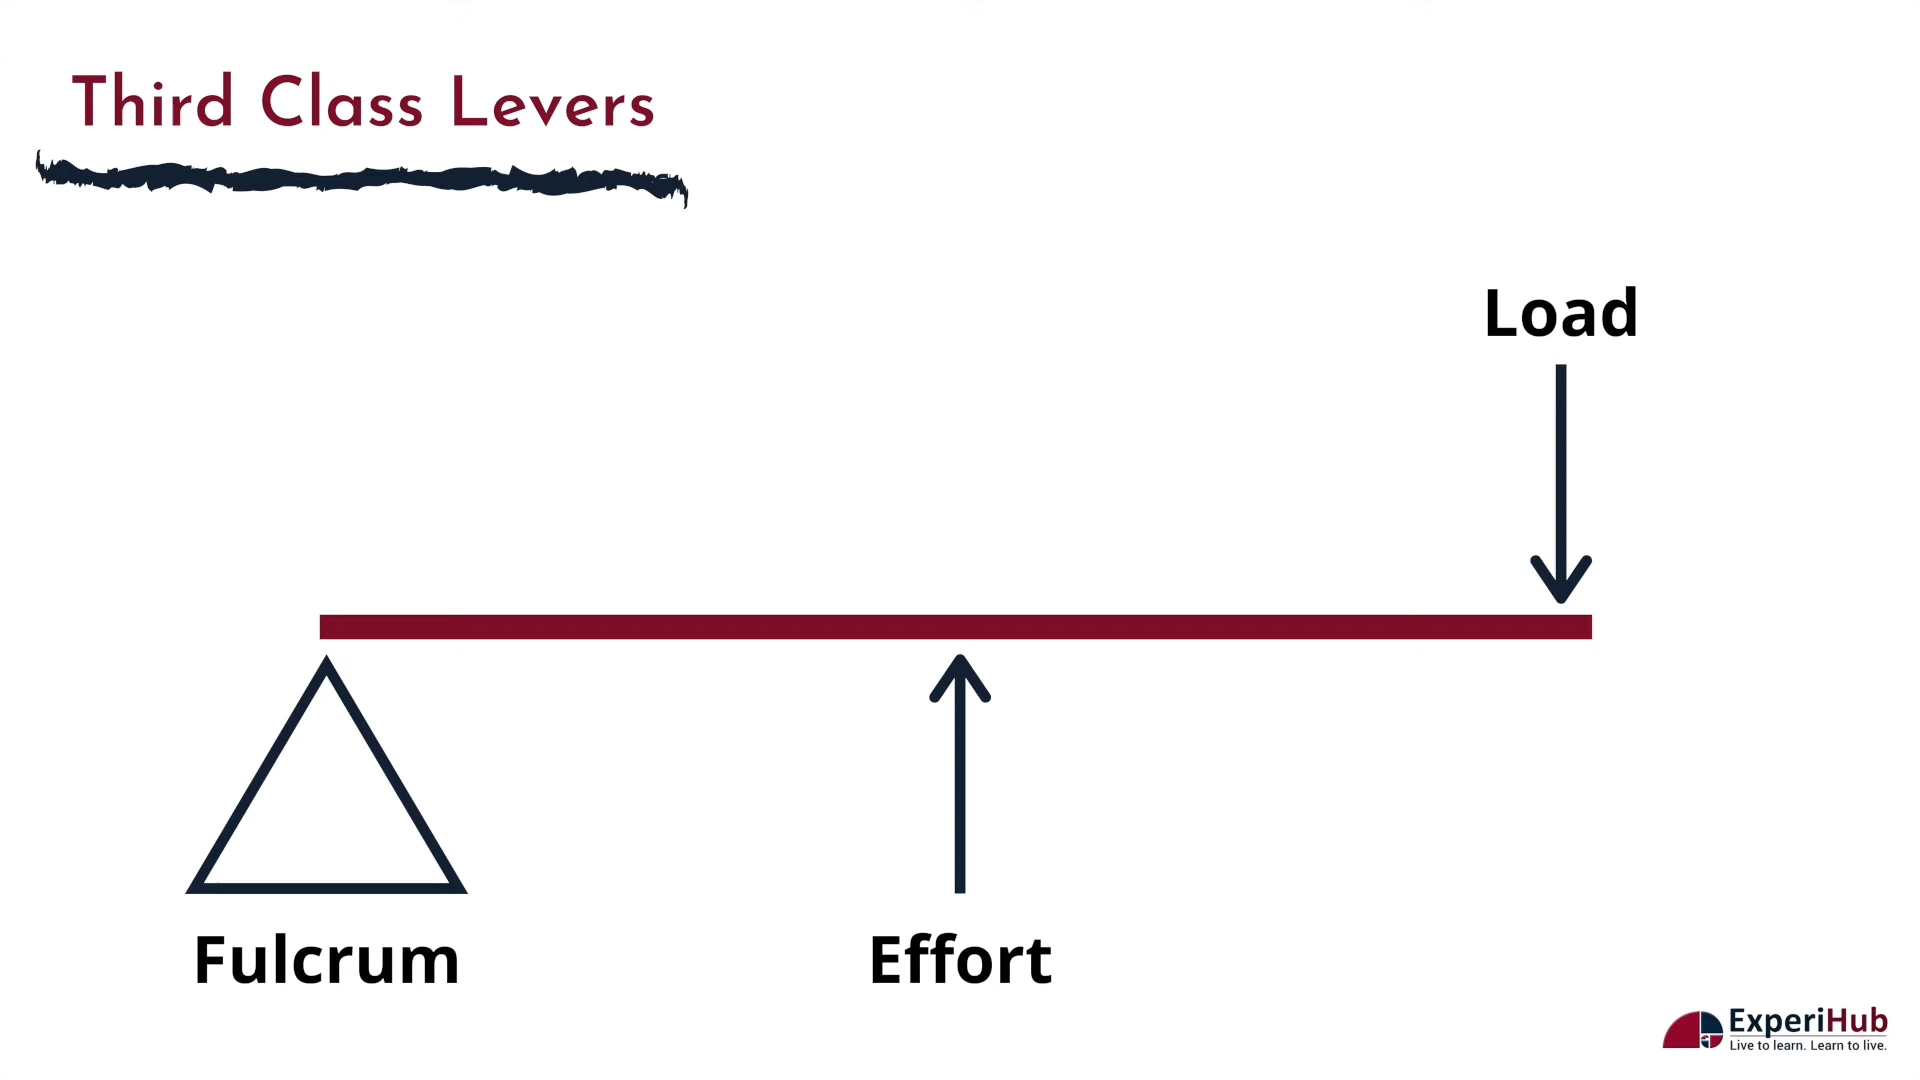 Third Class Levers
Load
Fulcrum
Effort
ExperiHub
Live to learn. Learn to live.